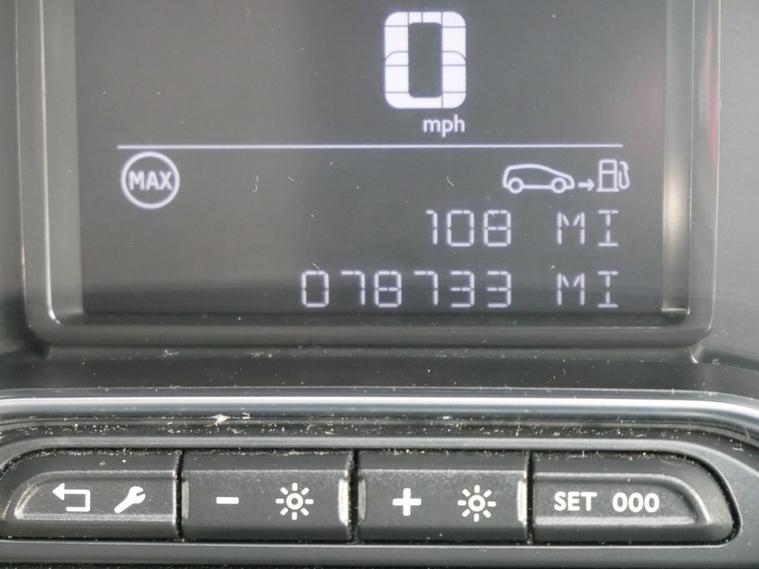 0
mph
MAX
108 MI
078733 MI
- + SET 000